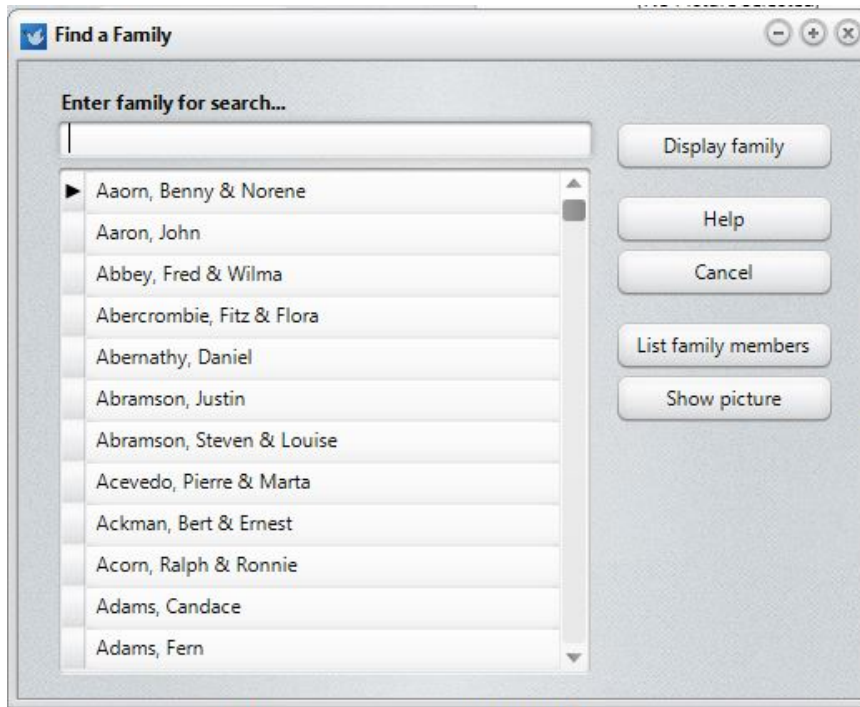 Find a Family
Enter family for search...
Display family
Aaorn, Benny & Norene
Aaron, John
Help
Abbey, Fred & Wilma
Cancel
Abercrombie, Fitz & Flora
Abernathy, Daniel
List family members
Abramson, Justin
Show picture
Abramson, Steven & Louise
Acevedo, Pierre & Marta
Ackman, Bert & Ernest
Acorn, Ralph & Ronnie
Adams, Candace
Adams, Fern